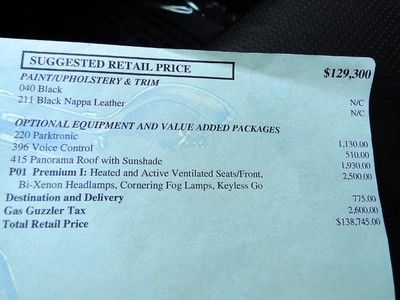 SUGGESTED RETAIL PRICE $129,300
PAINT/UPHOLSTERY & TRIM
040 Black N/C
211 Black Nappa Leather N/C
OPTIONAL EQUIPMENT AND VALUE ADDED PACKAGES
220 Parktronic 1,130.00
396 Voice Control 510.00
415 Panorama Roof with Sunshade 1,930.00
P01 Premium I: Heated and Active Ventilated Seats/Front, 2,500.00
Bi-Xenon Headlamps, Cornering Fog Lamps, Keyless Go
Destination and Delivery 775.00
Gas Guzzler Tax 2,600.00
Total Retail Price $138,745.00